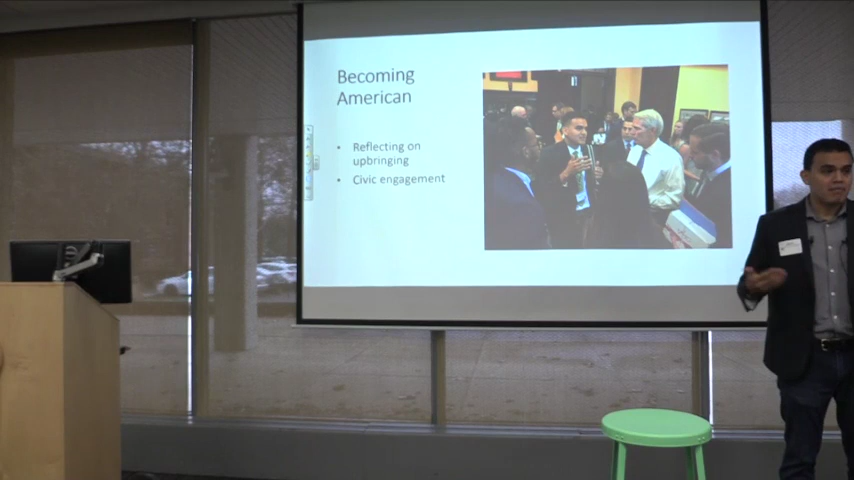 Becoming
American
• Reflecting on
upbringing
• Civic engagement